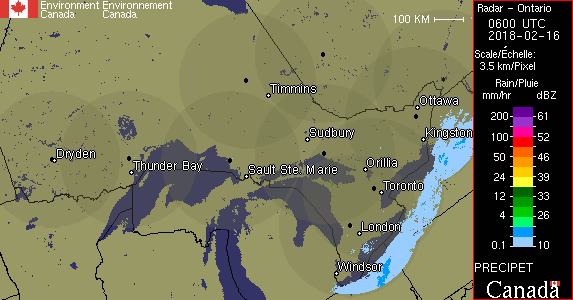 Environment Environnement
Canada Canada
100 KM
Timmins
Ottawa
Sudbury
Kingston
Dryden
Thunder Bay
Sault Ste. Marie
Orillia
Toronto
London
Windsor
Radar - Ontario
0600 UTC
2018-02-16
Scale/Échelle:
3.5 km/Pixel
Rain/Pluie
mm/hr dBZ
200 61
100 52
50 46
24 39
12 33
4 26
0.1 10
PRECIPET
Canada